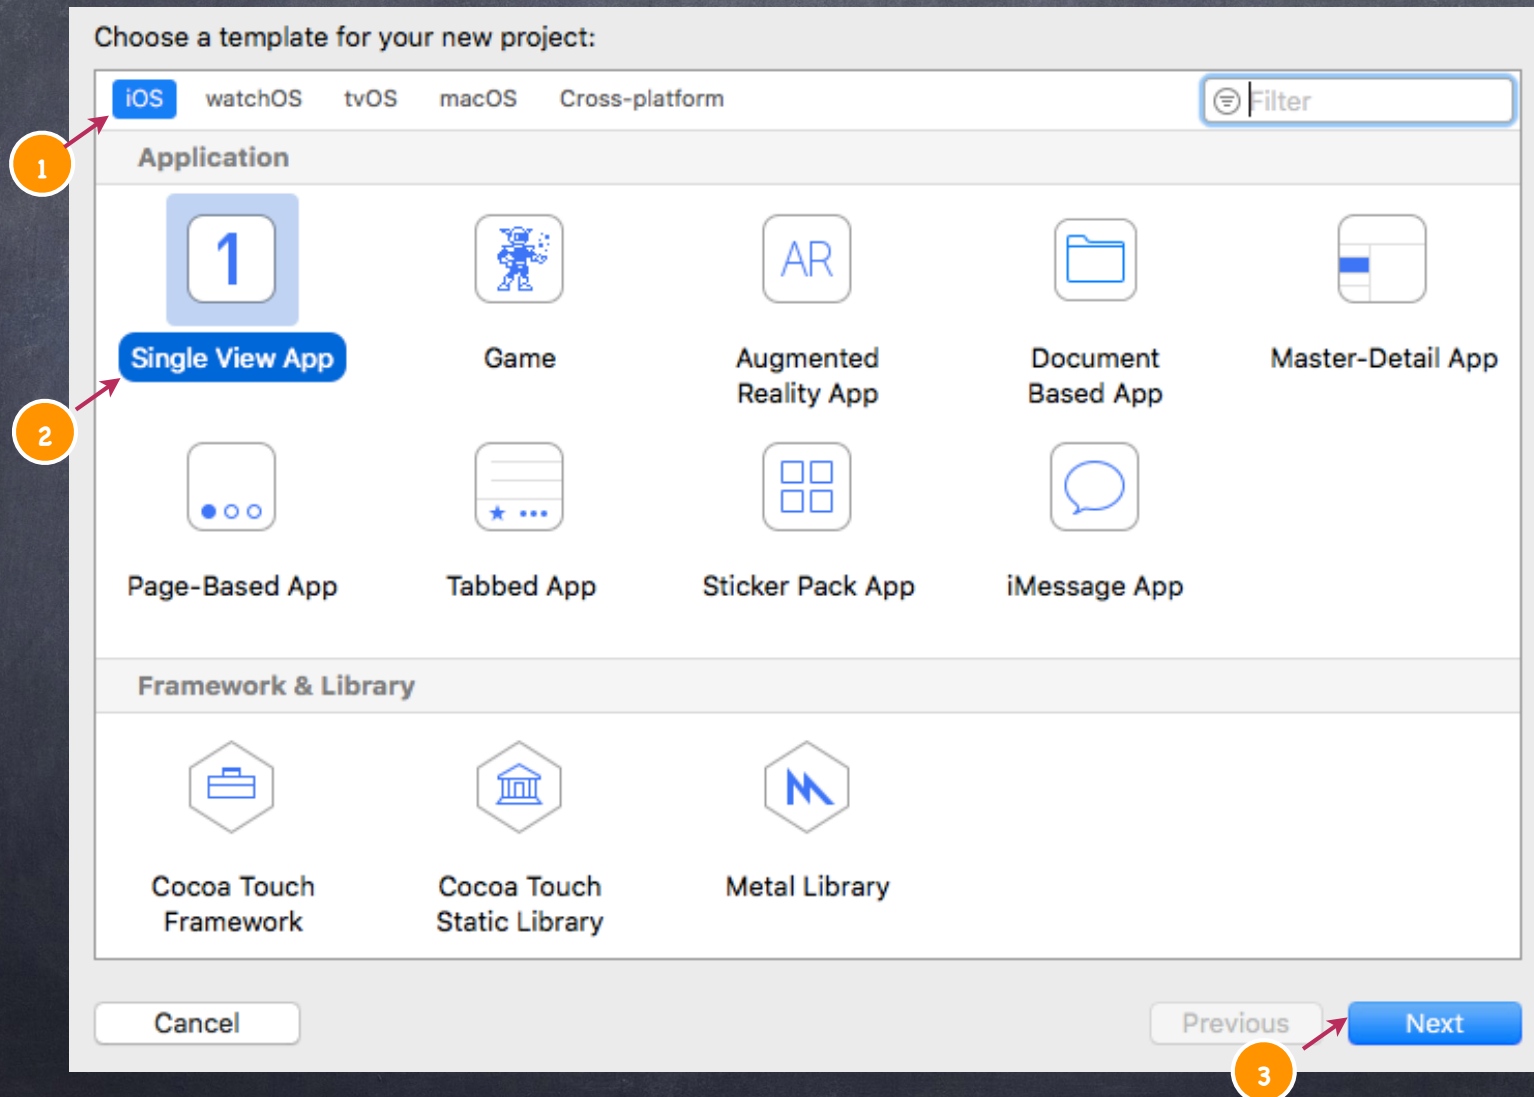 Choose a template for your new project:
iOS watchOS tvOS macOS Cross-platform Filter
1
Application
1 AR
Single View App Game Augmented Reality App Document Based App Master-Detail App
2
Page-Based App Tabbed App Sticker Pack App iMessage App
Framework & Library
Cocoa Touch Framework Cocoa Touch Static Library Metal Library
Cancel Previous Next
3